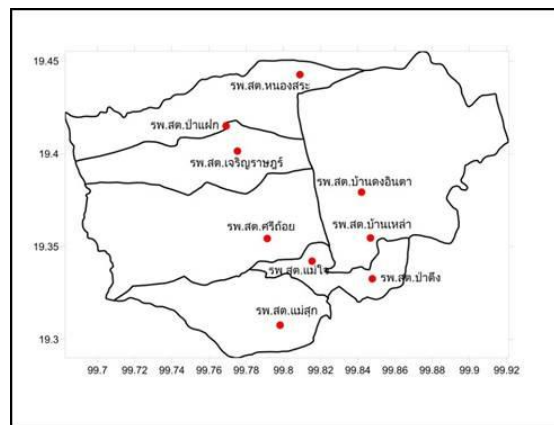 19.45
รพ.สต.หนองสระ
รพ.สต.ป่าแฝก
19.4
รพ.สต.เจริญราษฎร์
รพ.สต.บ้านดงอินตา
รพ.สต.ศรีถ้อย
รพ.สต.บ้านเหล่า
19.35
รพ.สต.แม่ใจ
รพ.สต.ป่าตึง
รพ.สต.แม่สุก
19.3
99.7 99.72 99.74 99.76 99.78 99.8 99.82 99.84 99.86 99.88 99.9 99.92